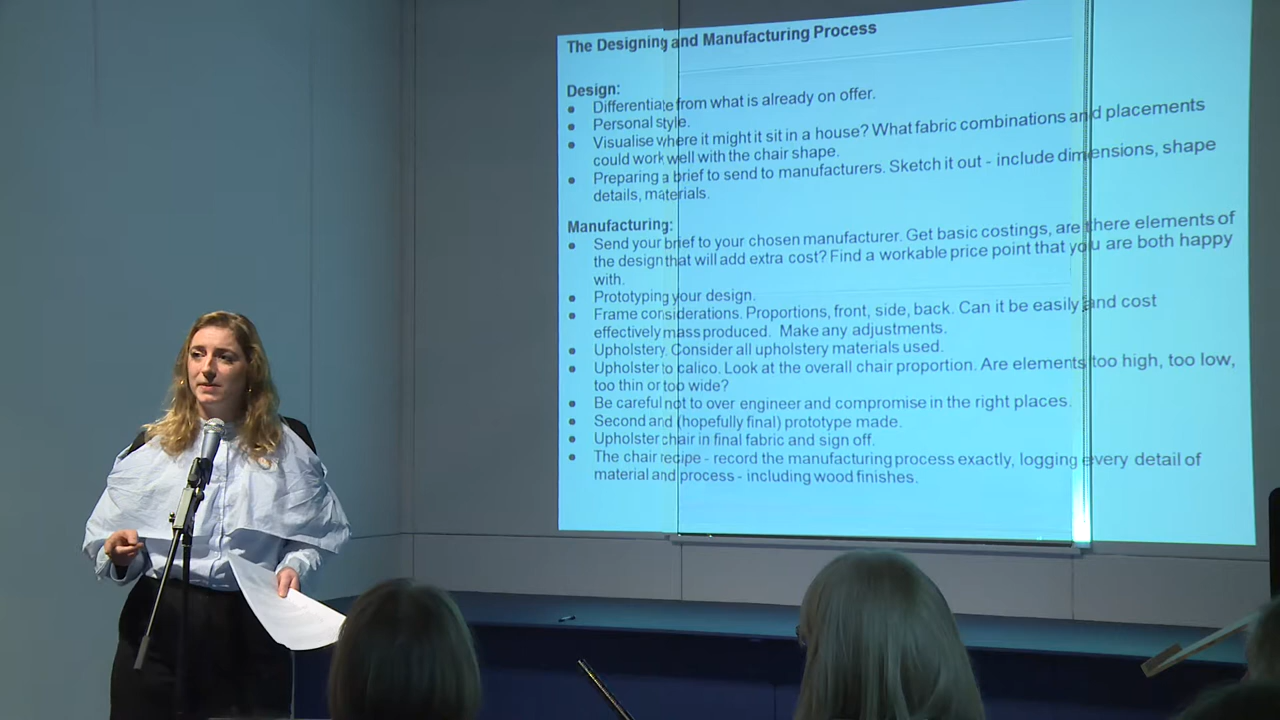 The Designing and Manufacturing Process
Design:
• Differentiate from what is already on offer.
• Personal style.
• Visualise where it might it sit in a house? What fabric combinations and placements
could work well with the chair shape.
• Preparing a brief to send to manufacturers. Sketch it out - include dimensions, shape
details, materials.
Manufacturing:
• Send your brief to your chosen manufacturer. Get basic costings, are there elements of
the design that will add extra cost? Find a workable price point that you are both happy
with.
• Prototyping your design.
• Frame considerations. Proportions, front, side, back. Can it be easily and cost
effectively mass produced. Make any adjustments.
• Upholstery. Consider all upholstery materials used.
• Upholster to calico. Look at the overall chair proportion. Are elements too high, too low,
too thin or too wide?
• Be careful not to over engineer and compromise in the right places.
• Second and (hopefully final) prototype made.
• Upholster chair in final fabric and sign off.
• The chair recipe - record the manufacturing process exactly, logging every detail of
material and process - including wood finishes.